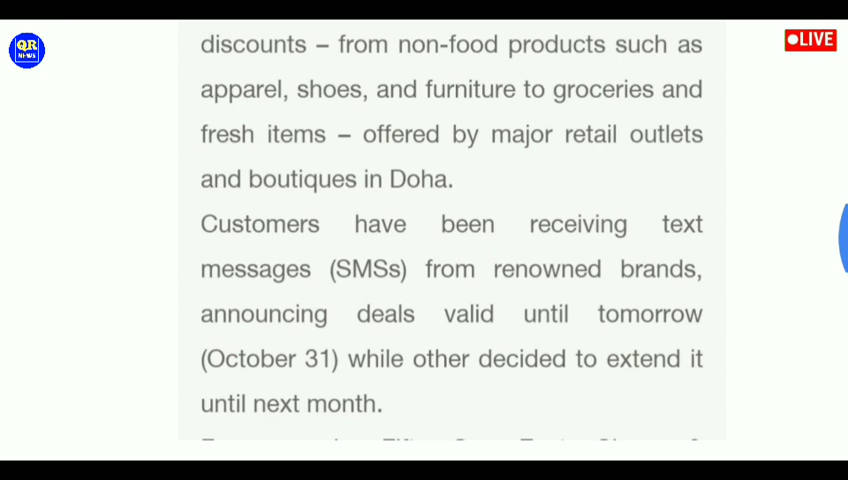 QR
NEWS
LIVE
discounts – from non-food products such as
apparel, shoes, and furniture to groceries and
fresh items – offered by major retail outlets
and boutiques in Doha.
Customers have been receiving text
messages (SMSs) from renowned brands,
announcing deals valid until tomorrow
(October 31) while other decided to extend it
until next month.